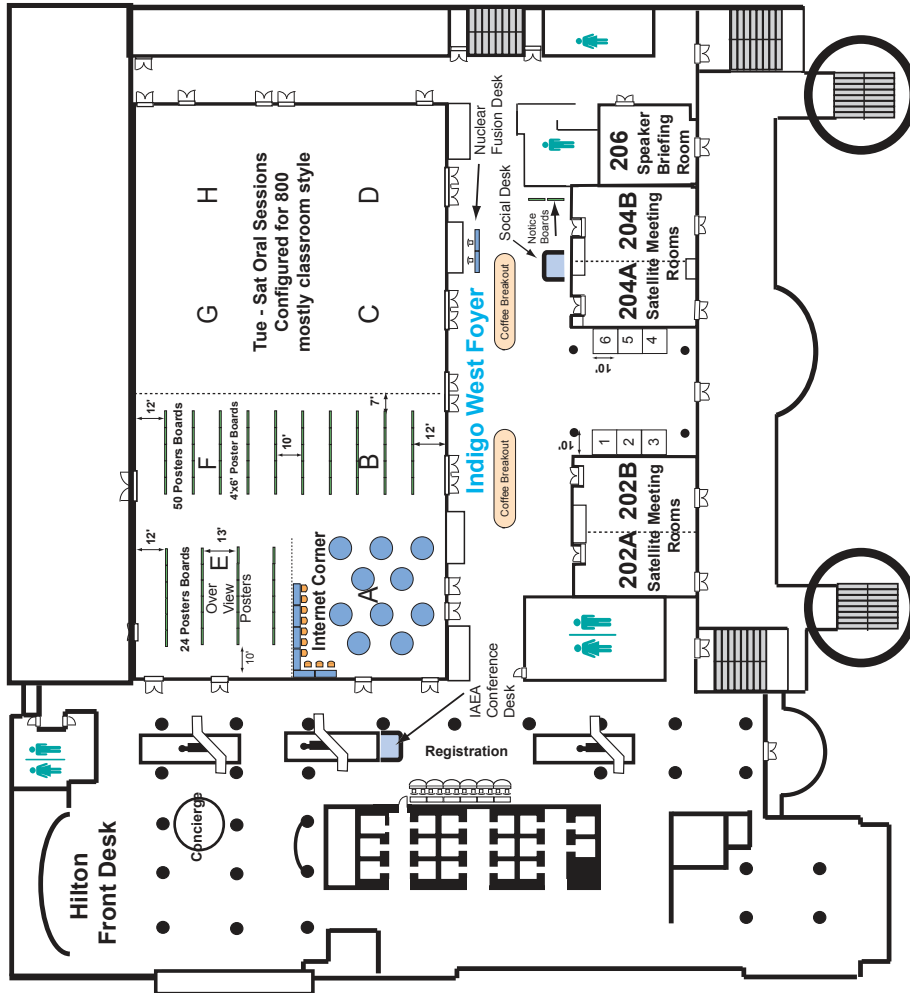 H
D
G
C
Tue - Sat Oral Sessions
Configured for 800
mostly classroom style
Nuclear
Fusion Desk
Social Desk
Notice
Boards
206
Speaker
Briefing
Room
204A 204B
Satellite Meeting
Rooms
Coffee Breakout
Indigo West Foyer
Coffee Breakout
6
5
4
10'
1
2
3
10'
202A 202B
Satellite Meeting
Rooms
12'
50 Posters Boards
F
4'x6' Poster Boards
10'
B
7'
12'
12'
24 Posters Boards
13'
E
Over
View
Posters
10'
Internet Corner
A
IAEA
Conference
Desk
Registration
Concierge
Hilton
Front Desk